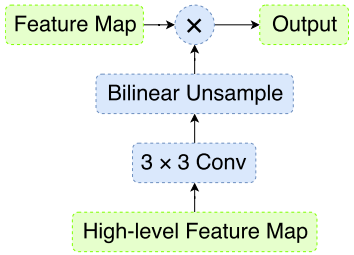 Feature Map
×
Output
Bilinear Unsample
3 × 3 Conv
High-level Feature Map